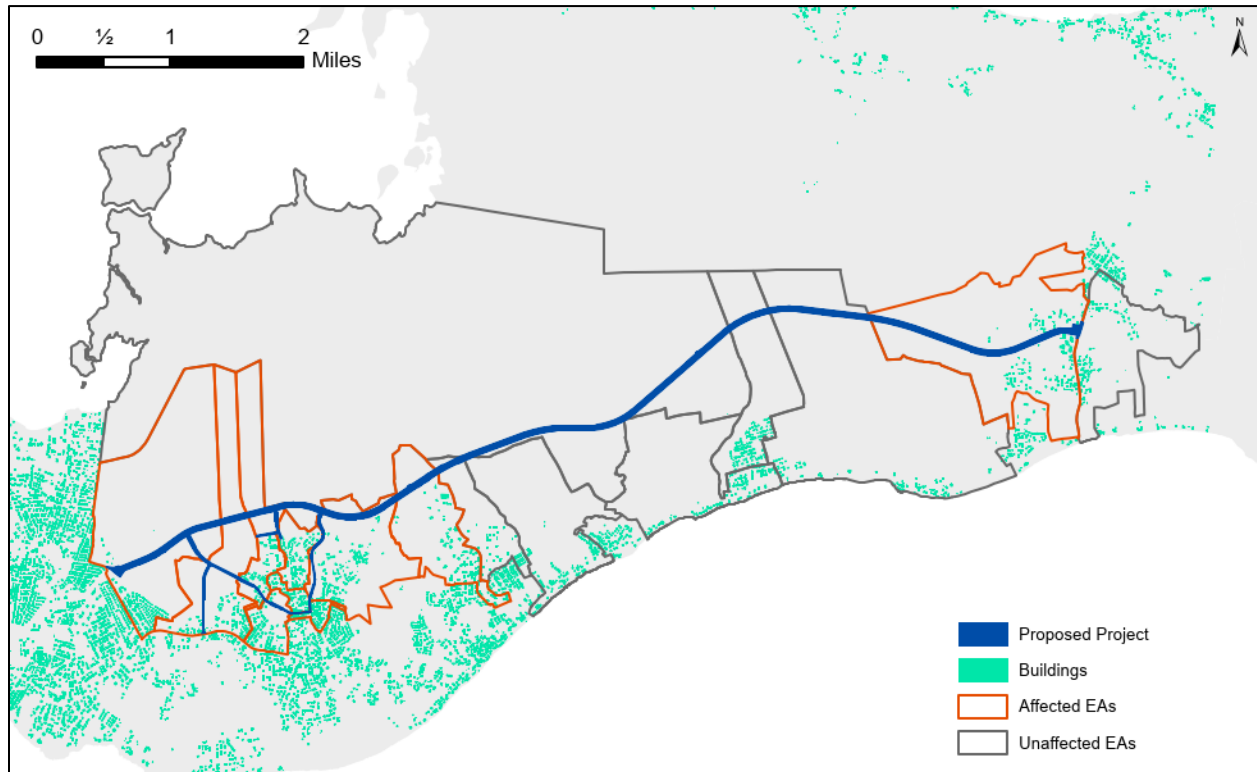 0 ½ 1 2
Miles
N
Proposed Project
Buildings
Affected EAs
Unaffected EAs